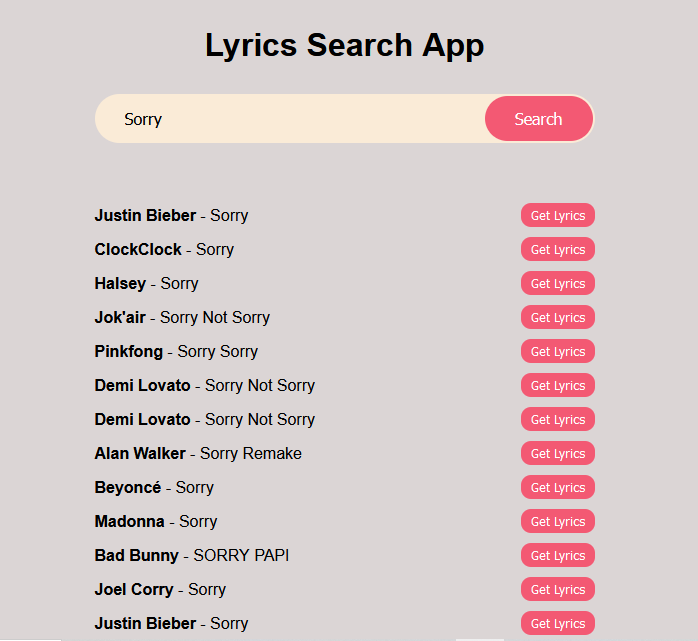 Lyrics Search App
Sorry Search
Justin Bieber - Sorry Get Lyrics
ClockClock - Sorry Get Lyrics
Halsey - Sorry Get Lyrics
Jok'air - Sorry Not Sorry Get Lyrics
Pinkfong - Sorry Sorry Get Lyrics
Demi Lovato - Sorry Not Sorry Get Lyrics
Demi Lovato - Sorry Not Sorry Get Lyrics
Alan Walker - Sorry Remake Get Lyrics
Beyoncé - Sorry Get Lyrics
Madonna - Sorry Get Lyrics
Bad Bunny - SORRY PAPI Get Lyrics
Joel Corry - Sorry Get Lyrics
Justin Bieber - Sorry Get Lyrics